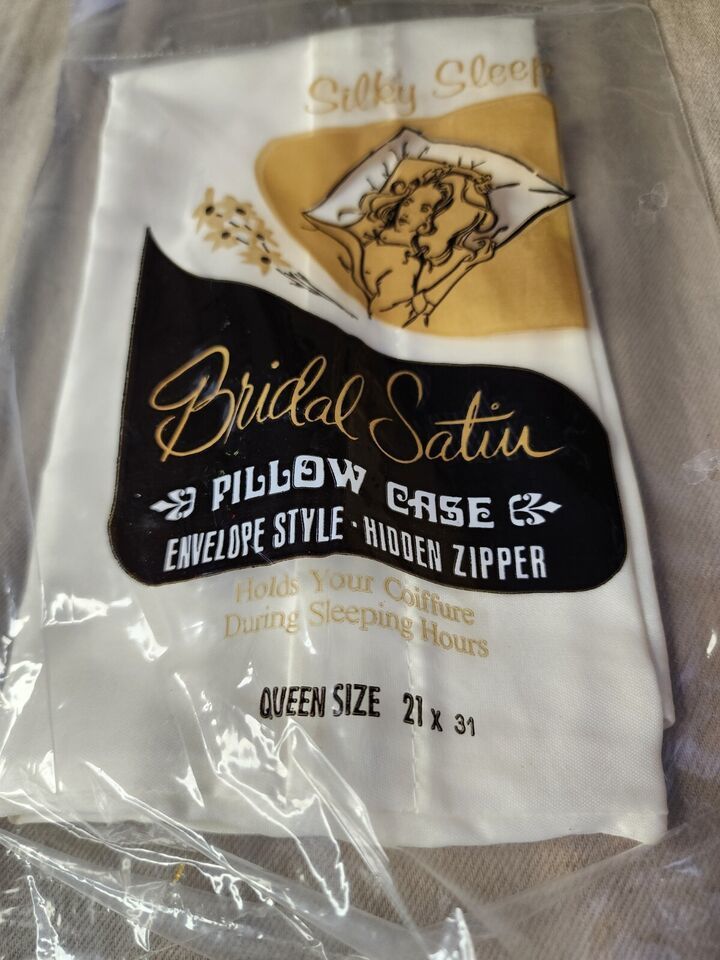 Silky Sleep
Bridal Satin
PILLOW CASE
ENVELOPE STYLE · HIDDEN ZIPPER
Holds Your Coiffure
During Sleeping Hours
QUEEN SIZE 21 x 31